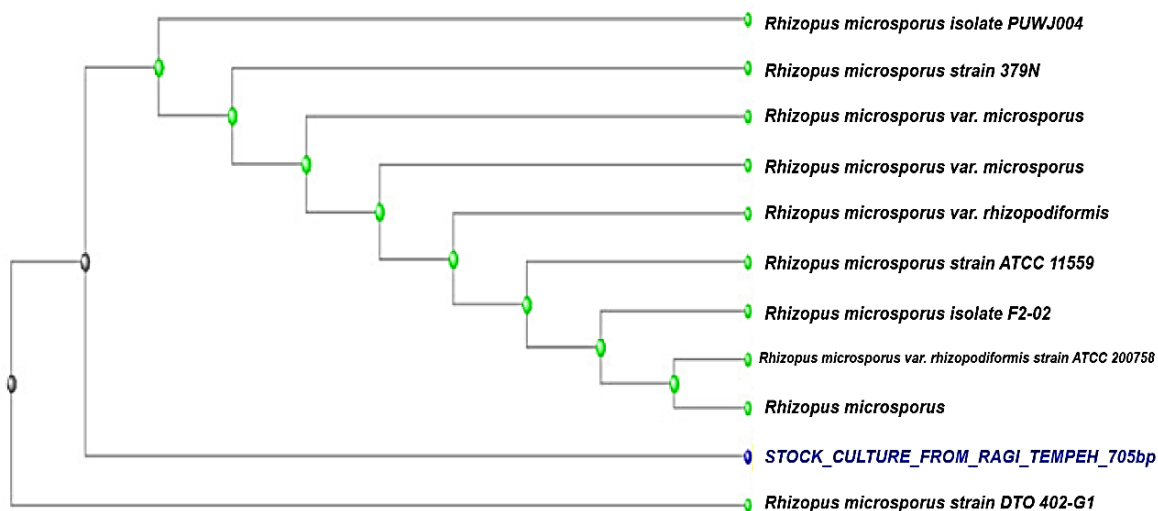 Rhizopus microsporus isolate PUWJ004
Rhizopus microsporus strain 379N
Rhizopus microsporus var. microsporus
Rhizopus microsporus var. microsporus
Rhizopus microsporus var. rhizopodiformis
Rhizopus microsporus strain ATCC 11559
Rhizopus microsporus isolate F2-02
Rhizopus microsporus var. rhizopodiformis strain ATCC 200758
Rhizopus microsporus
STOCK_CULTURE_FROM_RAGI_TEMPEH_705bp
Rhizopus microsporus strain DTO 402-G1